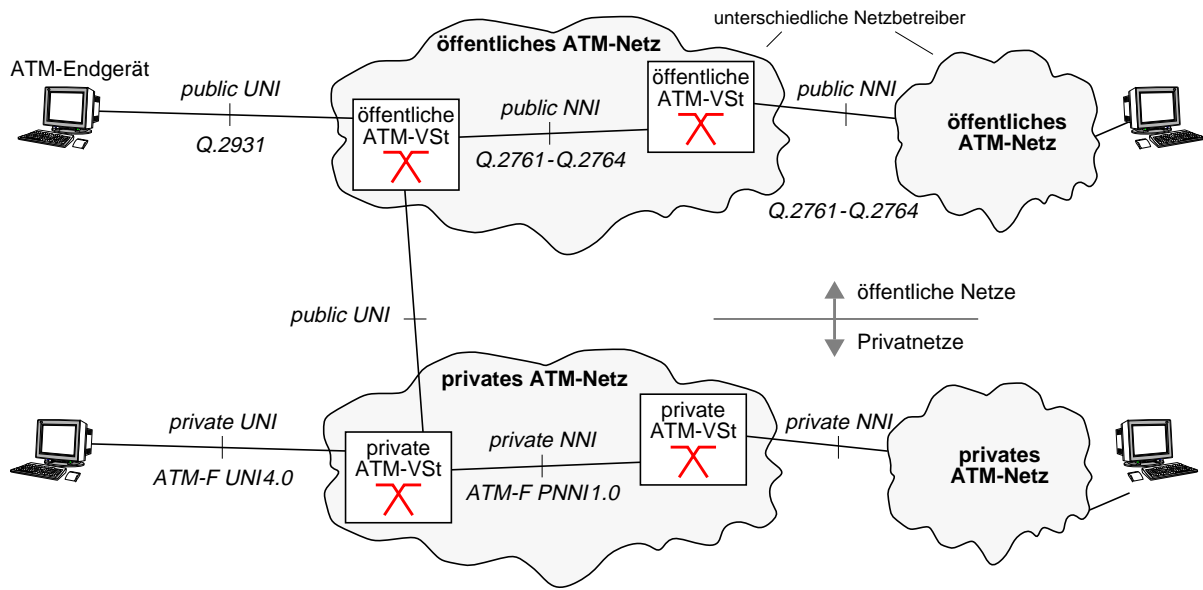 unterschiedliche Netzbetreiber
öffentliches ATM-Netz
ATM-Endgerät
public UNI
Q.2931
öffentliche
ATM-VSt
public NNI
Q.2761-Q.2764
öffentliche
ATM-VSt
public NNI
Q.2761-Q.2764
öffentliches
ATM-Netz
public UNI
öffentliche Netze
Privatnetze
privates ATM-Netz
private UNI
ATM-F UNI4.0
private
ATM-VSt
private NNI
ATM-F PNNI1.0
private
ATM-VSt
private NNI
privates
ATM-Netz